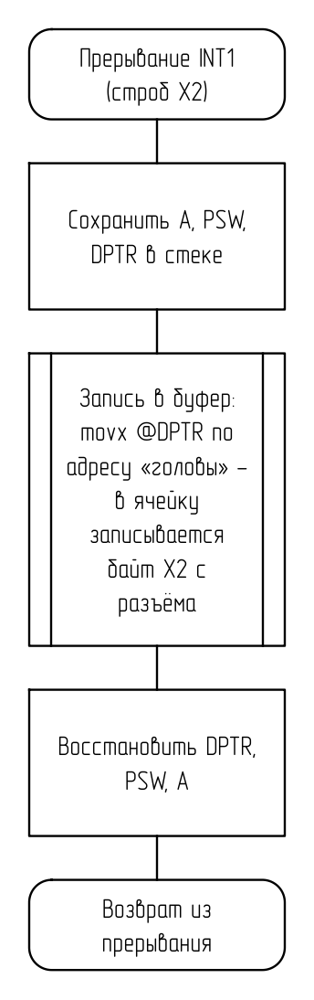 Прерывание INT1
(строб X2)
Сохранить A, PSW,
DPTR в стеке
Запись в буфер:
movx @DPTR по
адресу «головы» –
в ячейку
записывается
байт X2 с
разъёма
Восстановить DPTR,
PSW, A
Возврат из
прерывания